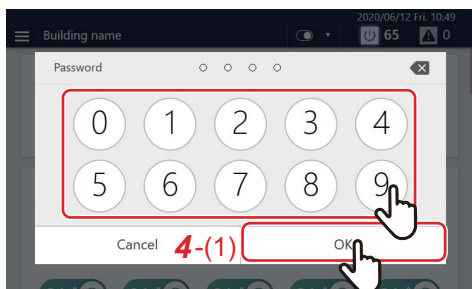 2020/06/12 Fri. 10:49
Building name 65 0
Password
0 1 2 3 4
5 6 7 8 9
Cancel 4-(1) OK